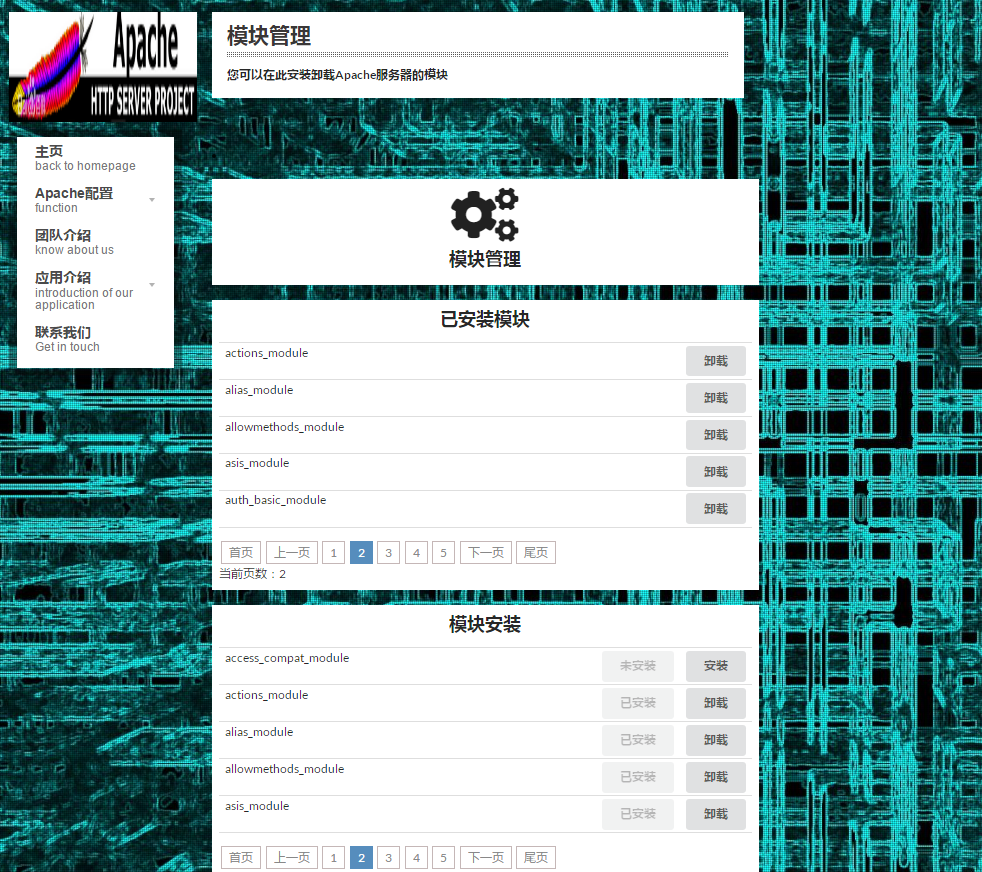 Apache
HTTP SERVER PROJECT
模块管理
您可以在此安装卸载Apache服务器的模块
主页
back to homepage
Apache配置
function
团队介绍
know about us
应用介绍
introduction of our
application
联系我们
Get in touch
模块管理
已安装模块
actions_module 卸载
alias_module 卸载
allowmethods_module 卸载
asis_module 卸载
auth_basic_module 卸载
首页 上一页 1 2 3 4 5 下一页 尾页
当前页数：2
模块安装
access_compat_module 未安装 安装
actions_module 已安装 卸载
alias_module 已安装 卸载
allowmethods_module 已安装 卸载
asis_module 已安装 卸载
首页 上一页 1 2 3 4 5 下一页 尾页